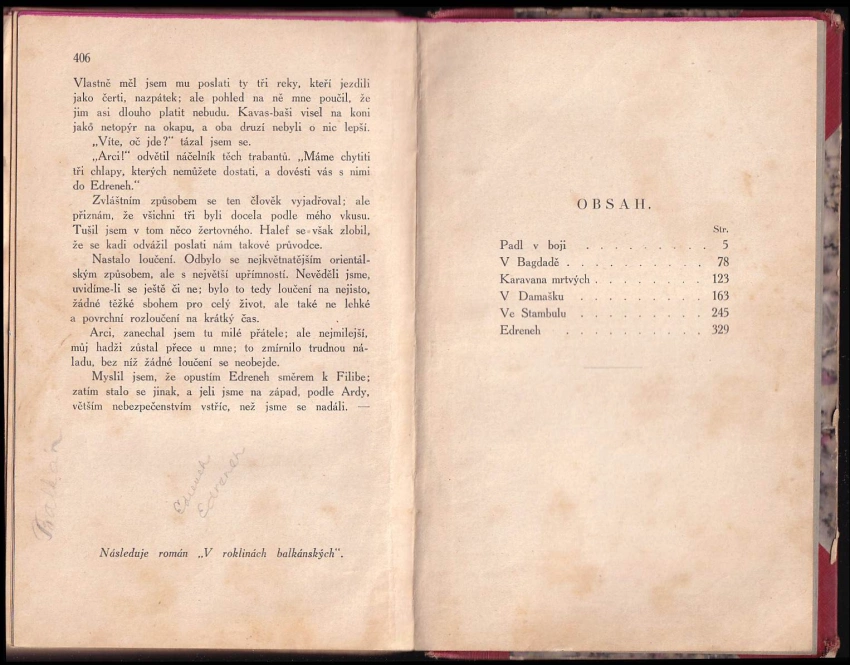 406
Vlastně měl jsem mu poslati ty tři reky, kteří jezdili
jako čerti, nazpátek; ale pohled na ně mne poučil, že
jim asi dlouho platit nebudu. Kavas-baši visel na koni
jako netopýr na okapu, a oba druzí nebyli o nic lepší.
„Víte, oč jde?" tázal jsem se.
„Arci!" odvětil náčelník těch trabantů. „Máme chytiti
tři chlapy, kterých nemůžete dostati, a dovésti vás s nimi
do Edreneh."
Zvláštním způsobem se ten člověk vyjadřoval; ale
přiznám, že všichni tři byli docela podle mého vkusu.
Tušil jsem v tom něco žertovného. Halef se však zlobil,
že se kadi odvážil poslati nám takové průvodce.
Nastalo loučení. Odbylo se nejkvětnatějším orientál-
ským způsobem, ale s největší upřímností. Nevěděli jsme,
uvidíme-li se ještě či ne; bylo to tedy loučení na nejisto,
žádné těžké sbohem pro celý život, ale také ne lehké
a povrchní rozloučení na krátký čas.
Arci, zanechal jsem tu milé přátele; ale nejmilejší,
můj hadži zůstal přece u mne; to zmírnilo trudnou ná-
ladu, bez níž žádné loučení se neobejde.
Myslil jsem, že opustím Edreneh směrem k Filibe;
zatím stalo se jinak, a jeli jsme na západ, podle Ardy,
větším nebezpečenstvím vstříc, než jsme se nadáli. —
Balkán
Edreneh
Edreneh
Následuje román „V roklinách balkánských".
OBSAH.
Str.
Padl v boji . . . . . . . . . 5
V Bagdadě . . . . . . . . . 78
Karavana mrtvých . . . . . . . 123
V Damašku . . . . . . . . 163
Ve Stambulu . . . . . . . . 245
Edreneh . . . . . . . . . 329